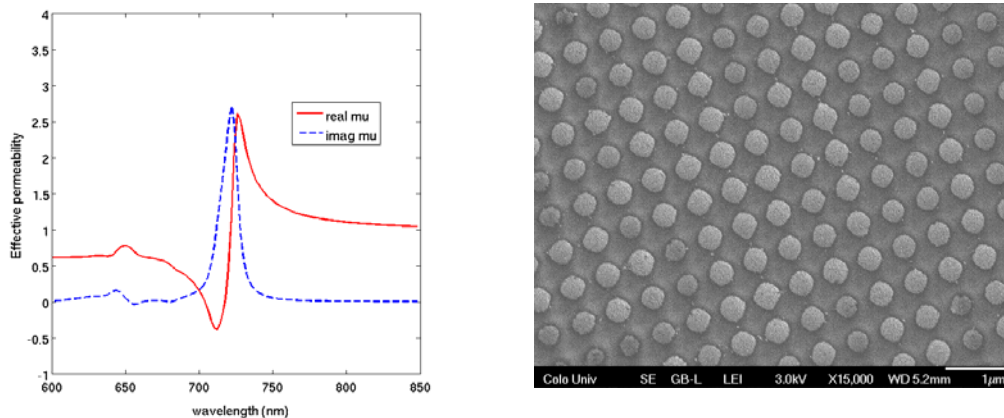 Effective permeability
4
3.5
3
2.5
2
1.5
1
0.5
0
-0.5
-1
600 650 700 750 800 850
wavelength (nm)
real mu
imag mu
Colo Univ SE GB-L LEI 3.0kV X15,000 WD 5.2mm 1µm